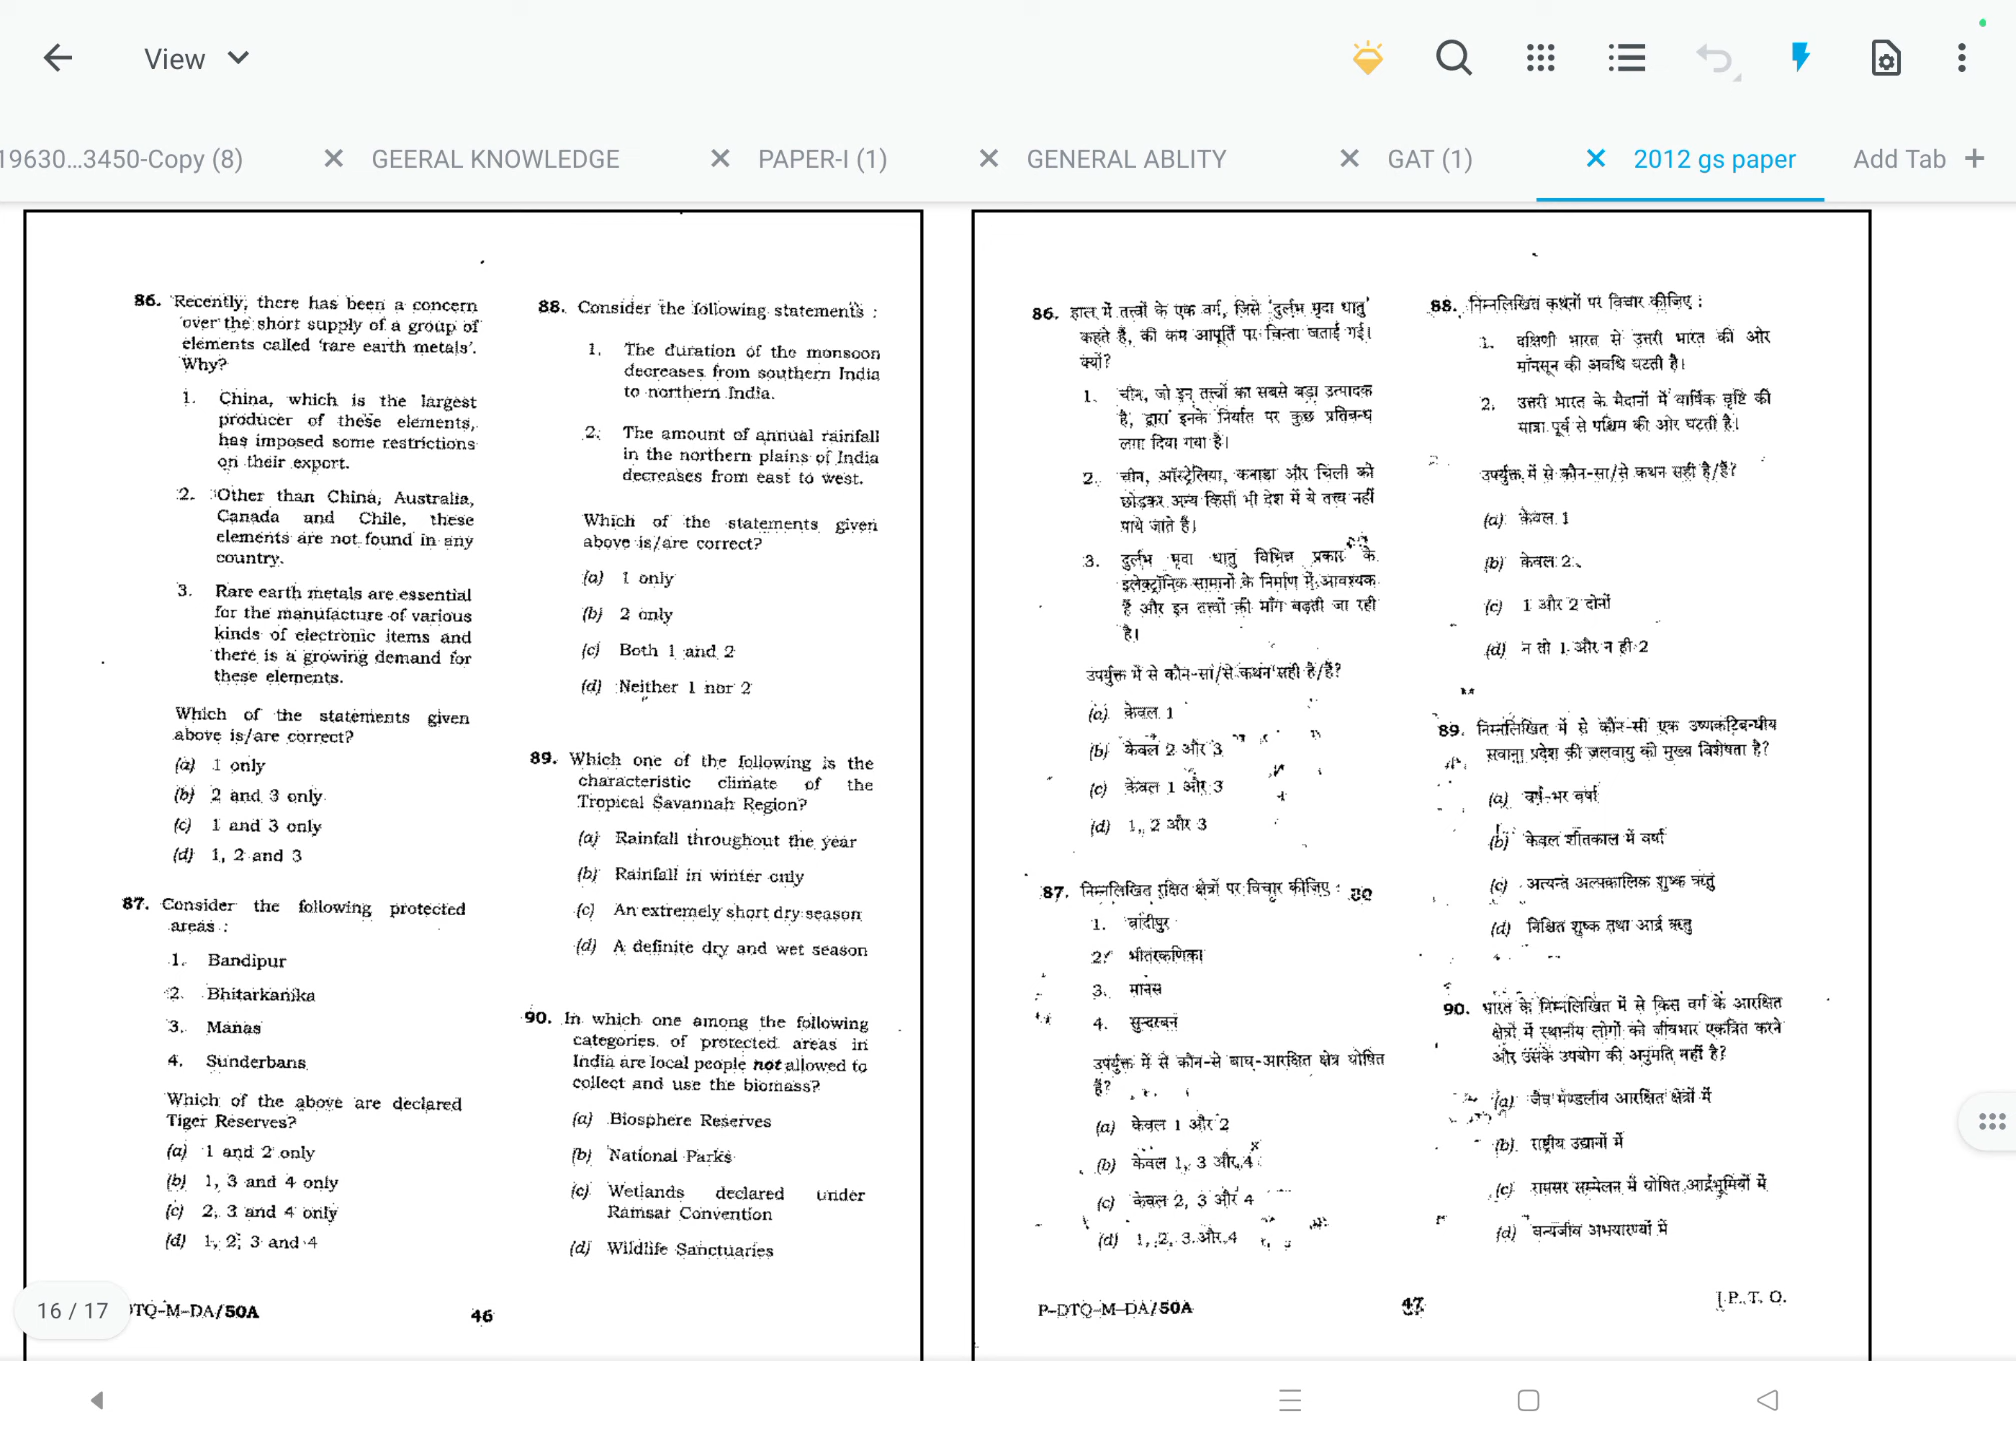 View
19630...3450-Copy (8)
GEERAL KNOWLEDGE
PAPER-I (1)
GENERAL ABLITY
GAT (1)
2012 gs paper
Add Tab
86. Recently, there has been a concern
over the short supply of a group of
elements called 'rare earth metals'.
Why?
1. China, which is the largest
producer of these elements,
has imposed some restrictions
on their export.
2. Other than China, Australia,
Canada and Chile, these
elements are not found in any
country.
3. Rare earth metals are essential
for the manufacture of various
kinds of electronic items and
there is a growing demand for
these elements.
Which of the statements given
above is/are correct?
(a) 1 only
(b) 2 and 3 only
(c) 1 and 3 only
(d) 1, 2 and 3
87. Consider the following protected
areas :
1. Bandipur
2. Bhitarkanika
3. Manas
4. Sunderbans
Which of the above are declared
Tiger Reserves?
(a) 1 and 2 only
(b) 1, 3 and 4 only
(c) 2, 3 and 4 only
(d) 1, 2, 3 and 4
88. Consider the following statements :
1. The duration of the monsoon
decreases from southern India
to northern India.
2. The amount of annual rainfall
in the northern plains of India
decreases from east to west.
Which of the statements given
above is/are correct?
(a) 1 only
(b) 2 only
(c) Both 1 and 2
(d) Neither 1 nor 2
89. Which one of the following is the
characteristic climate of the
Tropical Savannah Region?
(a) Rainfall throughout the year
(b) Rainfall in winter only
(c) An extremely short dry season
(d) A definite dry and wet season
90. In which one among the following
categories of protected areas in
India are local people not allowed to
collect and use the biomass?
(a) Biosphere Reserves
(b) National Parks
(c) Wetlands declared under
Ramsar Convention
(d) Wildlife Sanctuaries
16 / 17
TQ-M-DA/50A
46
86. हाल में तत्त्वों के एक वर्ग, जिसे 'दुर्लभ मृदा धातु'
कहते हैं, की कम आपूर्ति पर चिन्ता जताई गई।
क्यों?
1. चीन, जो इन तत्त्वों का सबसे बड़ा उत्पादक
है, द्वारा इनके निर्यात पर कुछ प्रतिबन्ध
लगा दिया गया है।
2. चीन, ऑस्ट्रेलिया, कनाडा और चिली को
छोड़कर अन्य किसी भी देश में ये तत्त्व नहीं
पाये जाते हैं।
3. दुर्लभ मृदा धातु विभिन्न प्रकार के
इलेक्ट्रॉनिक सामानों के निर्माण में आवश्यक
हैं और इन तत्त्वों की माँग बढ़ती जा रही
है।
उपर्युक्त में से कौन-सा/से कथन सही है/हैं?
(a) केवल 1
(b) केवल 2 और 3
(c) केवल 1 और 3
(d) 1, 2 और 3
87. निम्नलिखित रक्षित क्षेत्रों पर विचार कीजिए :
1. बांदीपुर
2. भीतरकणिका
3. मानस
4. सुन्दरबन
उपर्युक्त में से कौन-से बाघ-आरक्षित क्षेत्र घोषित
हैं?
(a) केवल 1 और 2
(b) केवल 1, 3 और 4
(c) केवल 2, 3 और 4
(d) 1, 2, 3 और 4
88. निम्नलिखित कथनों पर विचार कीजिए :
1. दक्षिणी भारत से उत्तरी भारत की ओर
मॉनसून की अवधि घटती है।
2. उत्तरी भारत के मैदानों में वार्षिक वृष्टि की
मात्रा पूर्व से पश्चिम की ओर घटती है।
उपर्युक्त में से कौन-सा/से कथन सही है/हैं?
(a) केवल 1
(b) केवल 2
(c) 1 और 2 दोनों
(d) न तो 1 और न ही 2
89. निम्नलिखित में से कौन-सी एक उष्णकटिबन्धीय
सवाना प्रदेश की जलवायु की मुख्य विशेषता है?
(a) वर्ष-भर वर्षा
(b) केवल शीतकाल में वर्षा
(c) अत्यन्त अल्पकालिक शुष्क ऋतु
(d) निश्चित शुष्क तथा आर्द्र ऋतु
90. भारत के निम्नलिखित में से किस वर्ग के आरक्षित
क्षेत्रों में स्थानीय लोगों को जीवभार एकत्रित करने
और उसके उपयोग की अनुमति नहीं है?
(a) जैव मण्डलीय आरक्षित क्षेत्रों में
(b) राष्ट्रीय उद्यानों में
(c) रामसर सम्मेलन में घोषित आर्द्रभूमियों में
(d) वन्यजीव अभयारण्यों में
P-DTQ-M-DA/50A
47
[ P. T. O.